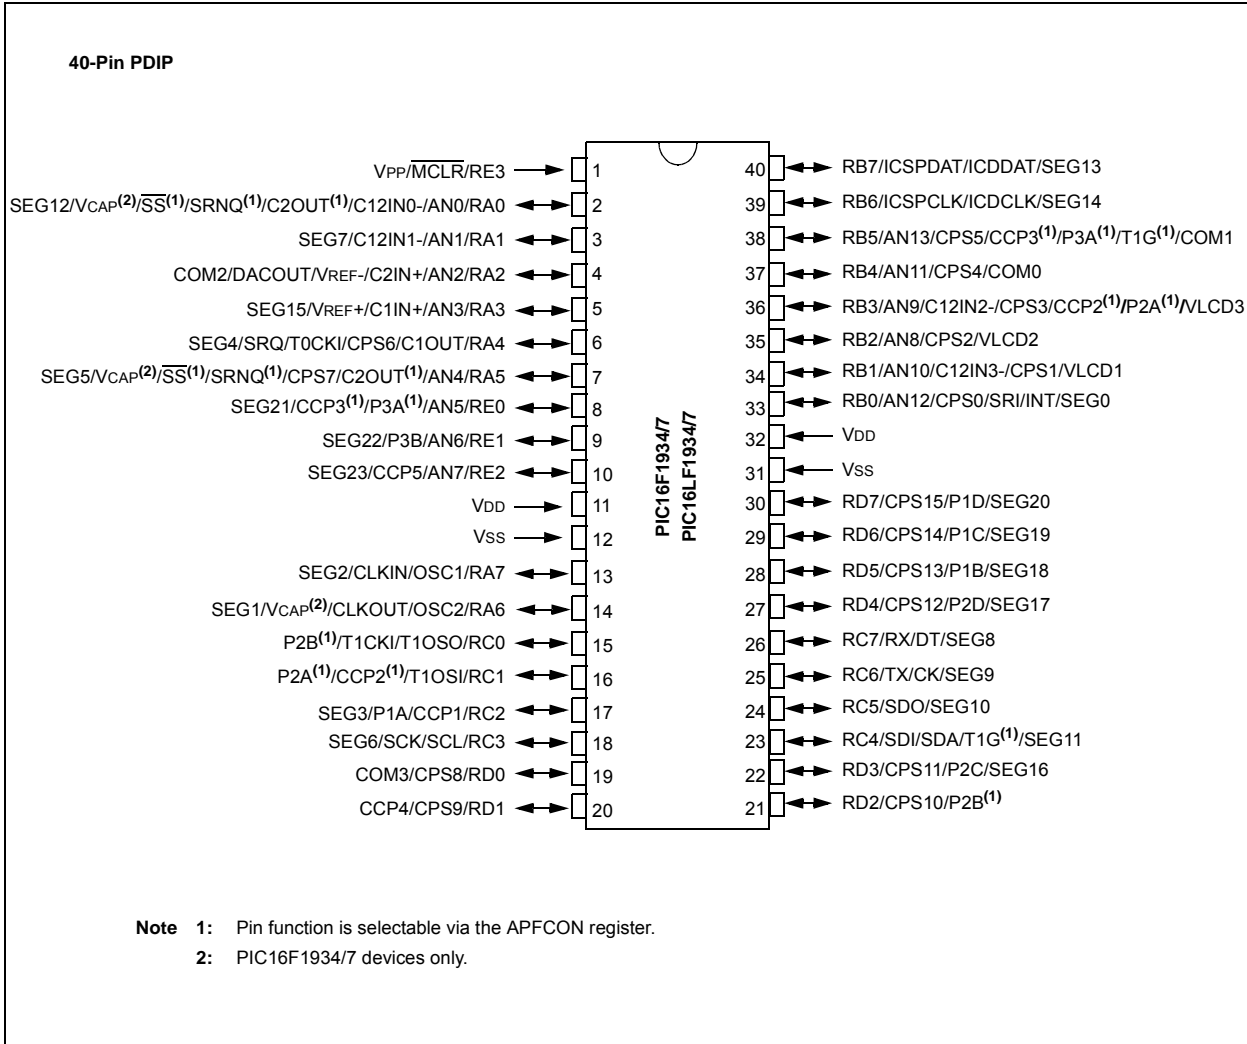 40-Pin PDIP
VPP/MCLR/RE3
1
SEG12/VCAP(2)/SS(1)/SRNQ(1)/C2OUT(1)/C12IN0-/AN0/RA0
2
SEG7/C12IN1-/AN1/RA1
3
COM2/DACOUT/VREF-/C2IN+/AN2/RA2
4
SEG15/VREF+/C1IN+/AN3/RA3
5
SEG4/SRQ/T0CKI/CPS6/C1OUT/RA4
6
SEG5/VCAP(2)/SS(1)/SRNQ(1)/CPS7/C2OUT(1)/AN4/RA5
7
SEG21/CCP3(1)/P3A(1)/AN5/RE0
8
SEG22/P3B/AN6/RE1
9
SEG23/CCP5/AN7/RE2
10
VDD
11
VSS
12
SEG2/CLKIN/OSC1/RA7
13
SEG1/VCAP(2)/CLKOUT/OSC2/RA6
14
P2B(1)/T1CKI/T1OSO/RC0
15
P2A(1)/CCP2(1)/T1OSI/RC1
16
SEG3/P1A/CCP1/RC2
17
SEG6/SCK/SCL/RC3
18
COM3/CPS8/RD0
19
CCP4/CPS9/RD1
20
PIC16F1934/7
PIC16LF1934/7
40
RB7/ICSPDAT/ICDDAT/SEG13
39
RB6/ICSPCLK/ICDCLK/SEG14
38
RB5/AN13/CPS5/CCP3(1)/P3A(1)/T1G(1)/COM1
37
RB4/AN11/CPS4/COM0
36
RB3/AN9/C12IN2-/CPS3/CCP2(1)/P2A(1)/VLCD3
35
RB2/AN8/CPS2/VLCD2
34
RB1/AN10/C12IN3-/CPS1/VLCD1
33
RB0/AN12/CPS0/SRI/INT/SEG0
32
VDD
31
VSS
30
RD7/CPS15/P1D/SEG20
29
RD6/CPS14/P1C/SEG19
28
RD5/CPS13/P1B/SEG18
27
RD4/CPS12/P2D/SEG17
26
RC7/RX/DT/SEG8
25
RC6/TX/CK/SEG9
24
RC5/SDO/SEG10
23
RC4/SDI/SDA/T1G(1)/SEG11
22
RD3/CPS11/P2C/SEG16
21
RD2/CPS10/P2B(1)
Note 1: Pin function is selectable via the APFCON register.
2: PIC16F1934/7 devices only.